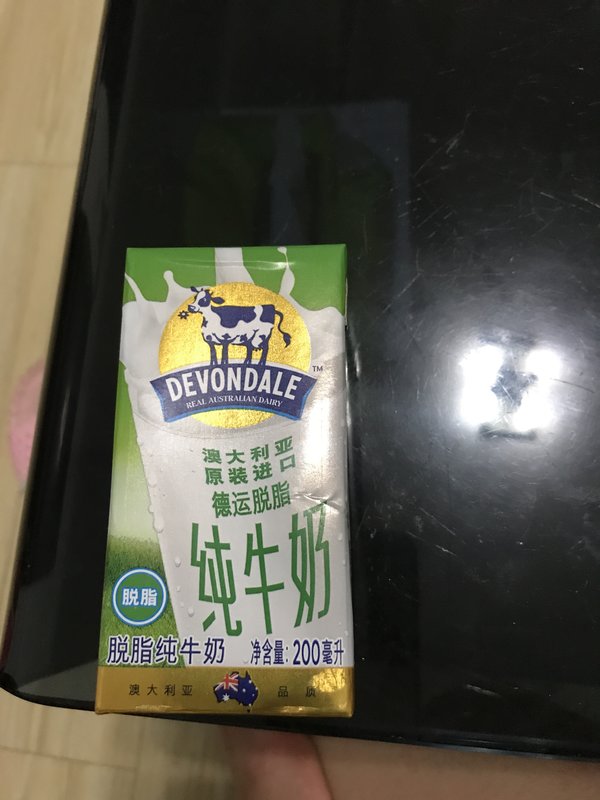 DEVONDALE
TM
REAL AUSTRALIAN DAIRY
澳大利亚
原装进口
德运脱脂
纯牛奶
脱脂
脱脂纯牛奶 净含量:200毫升
澳大利亚 品质